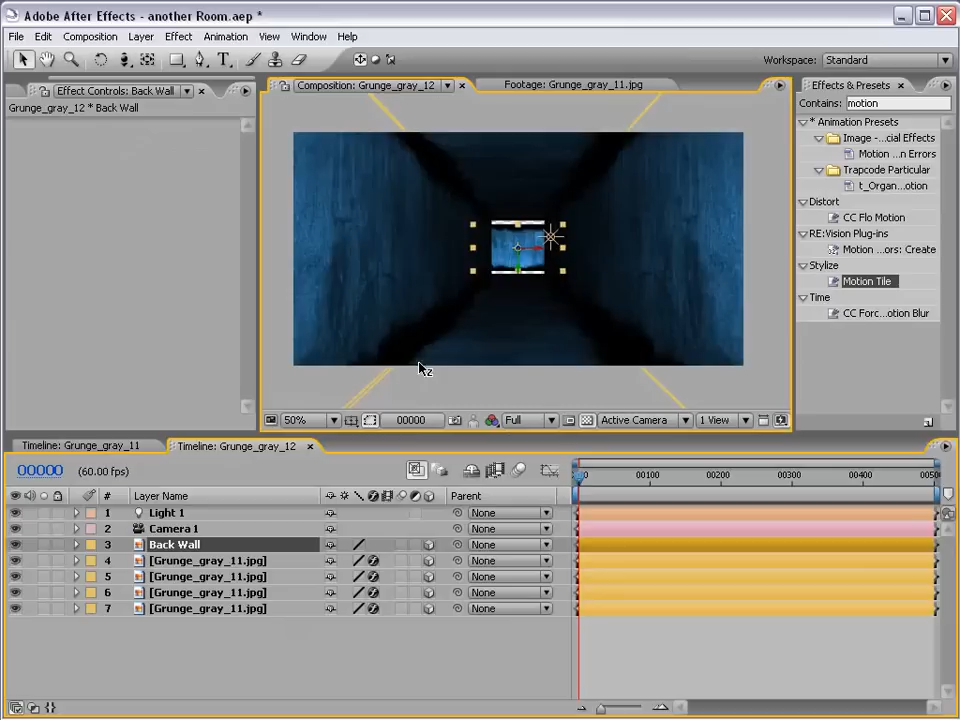 Adobe After Effects - another Room.aep *
File Edit Composition Layer Effect Animation View Window Help
Workspace: Standard
Effect Controls: Back Wall
Grunge_gray_12 * Back Wall
Composition: Grunge_gray_12
Footage: Grunge_gray_11.jpg
Effects & Presets
Contains: motion
* Animation Presets
Image -...cial Effects
Motion ...n Errors
Trapcode Particular
t_Organ...otion
Distort
CC Flo Motion
RE:Vision Plug-ins
Motion ...ors: Create
Stylize
Motion Tile
Time
CC Forc...otion Blur
50% 00000 Full Active Camera 1 View
Timeline: Grunge_gray_11
Timeline: Grunge_gray_12
00000 (60.00 fps)
00100 00200 00300 00400 0050
# Layer Name Parent
1 Light 1 None
2 Camera 1 None
3 Back Wall None
4 [Grunge_gray_11.jpg] None
5 [Grunge_gray_11.jpg] None
6 [Grunge_gray_11.jpg] None
7 [Grunge_gray_11.jpg] None